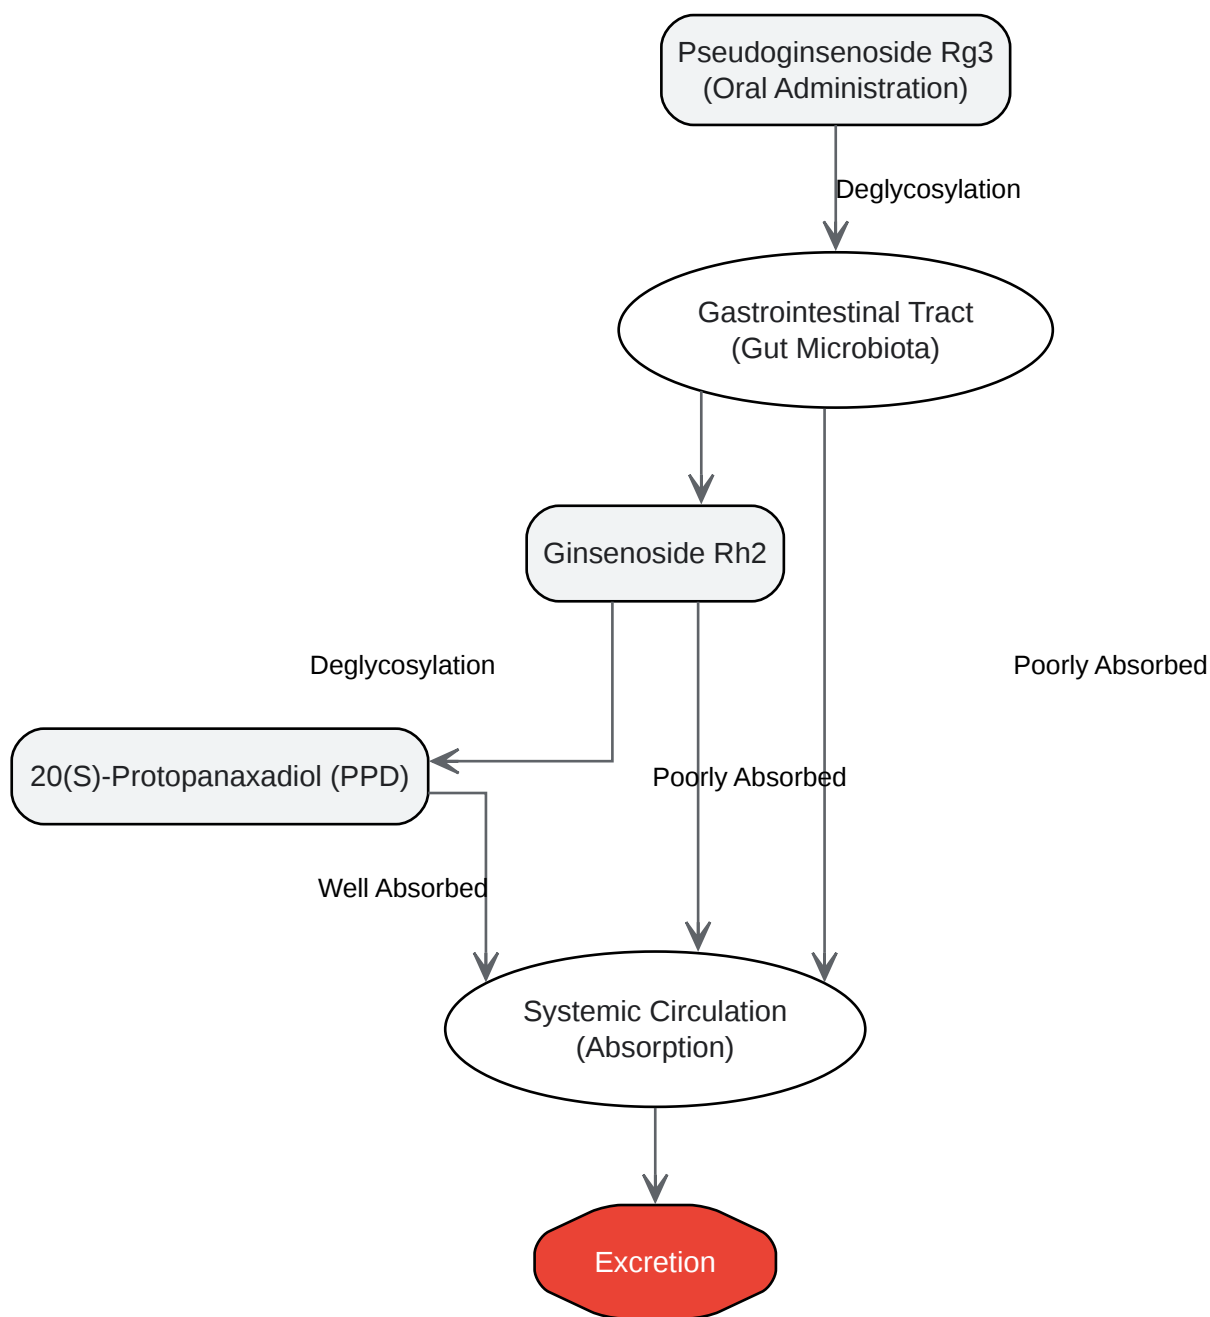 Pseudoginsenoside Rg3
(Oral Administration)
Deglycosylation
Gastrointestinal Tract
(Gut Microbiota)
Ginsenoside Rh2
Deglycosylation
Poorly Absorbed
20(S)-Protopanaxadiol (PPD)
Poorly Absorbed
Well Absorbed
Systemic Circulation
(Absorption)
Excretion